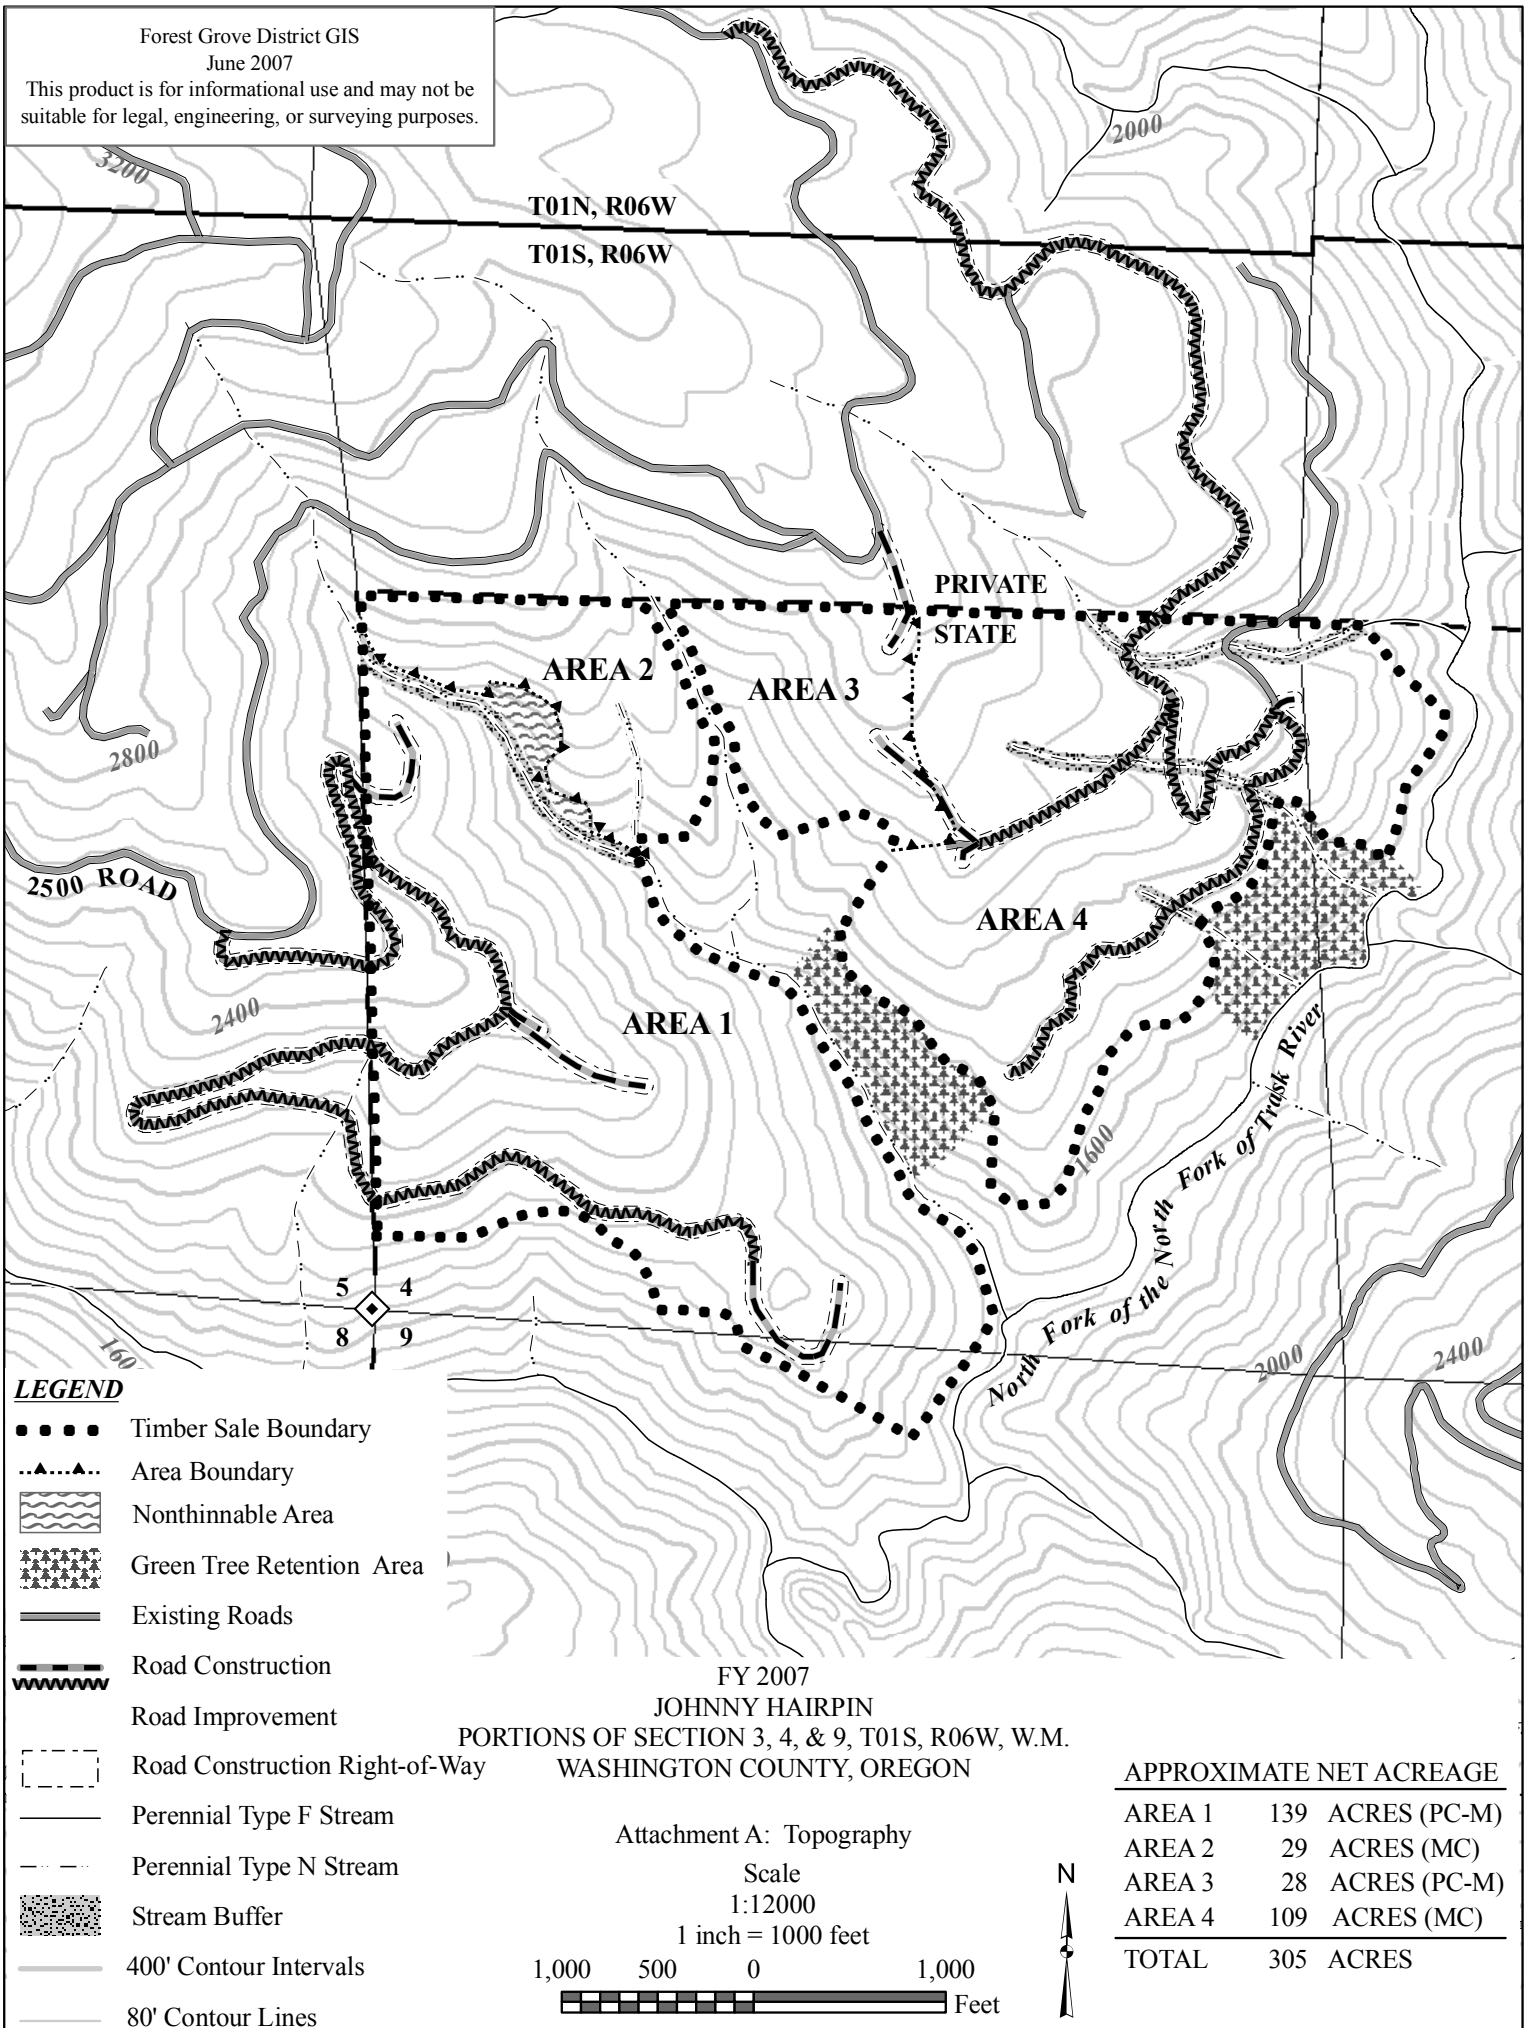 Forest Grove District GIS
June 2007
This product is for informational use and may not be
suitable for legal, engineering, or surveying purposes.
3200
2000
T01N, R06W
T01S, R06W
PRIVATE
STATE
AREA 2
AREA 3
2800
2500 ROAD
AREA 4
2400
AREA 1
1600
North Fork of the North Fork of Trask River
5 4
8 9
160
2000
2400
LEGEND
Timber Sale Boundary
Area Boundary
Nonthinnable Area
Green Tree Retention Area
Existing Roads
Road Construction
Road Improvement
Road Construction Right-of-Way
Perennial Type F Stream
Perennial Type N Stream
Stream Buffer
400' Contour Intervals
80' Contour Lines
FY 2007
JOHNNY HAIRPIN
PORTIONS OF SECTION 3, 4, & 9, T01S, R06W, W.M.
WASHINGTON COUNTY, OREGON
Attachment A: Topography
Scale
1:12000
1 inch = 1000 feet
1,000 500 0 1,000
Feet
N
APPROXIMATE NET ACREAGE
AREA 1 139 ACRES (PC-M)
AREA 2 29 ACRES (MC)
AREA 3 28 ACRES (PC-M)
AREA 4 109 ACRES (MC)
TOTAL 305 ACRES